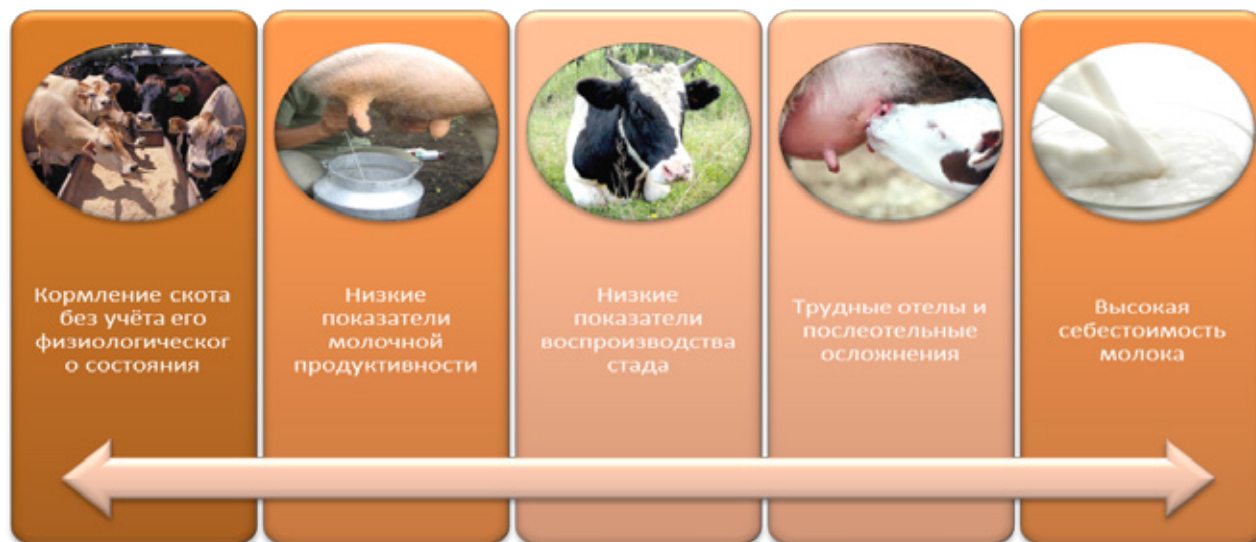 Кормление скота
без учёта его
физиологическог
о состояния
Низкие
показатели
молочной
продуктивности
Низкие
показатели
воспроизводства
стада
Трудные отелы и
послеотельные
осложнения
Высокая
себестоимость
молока